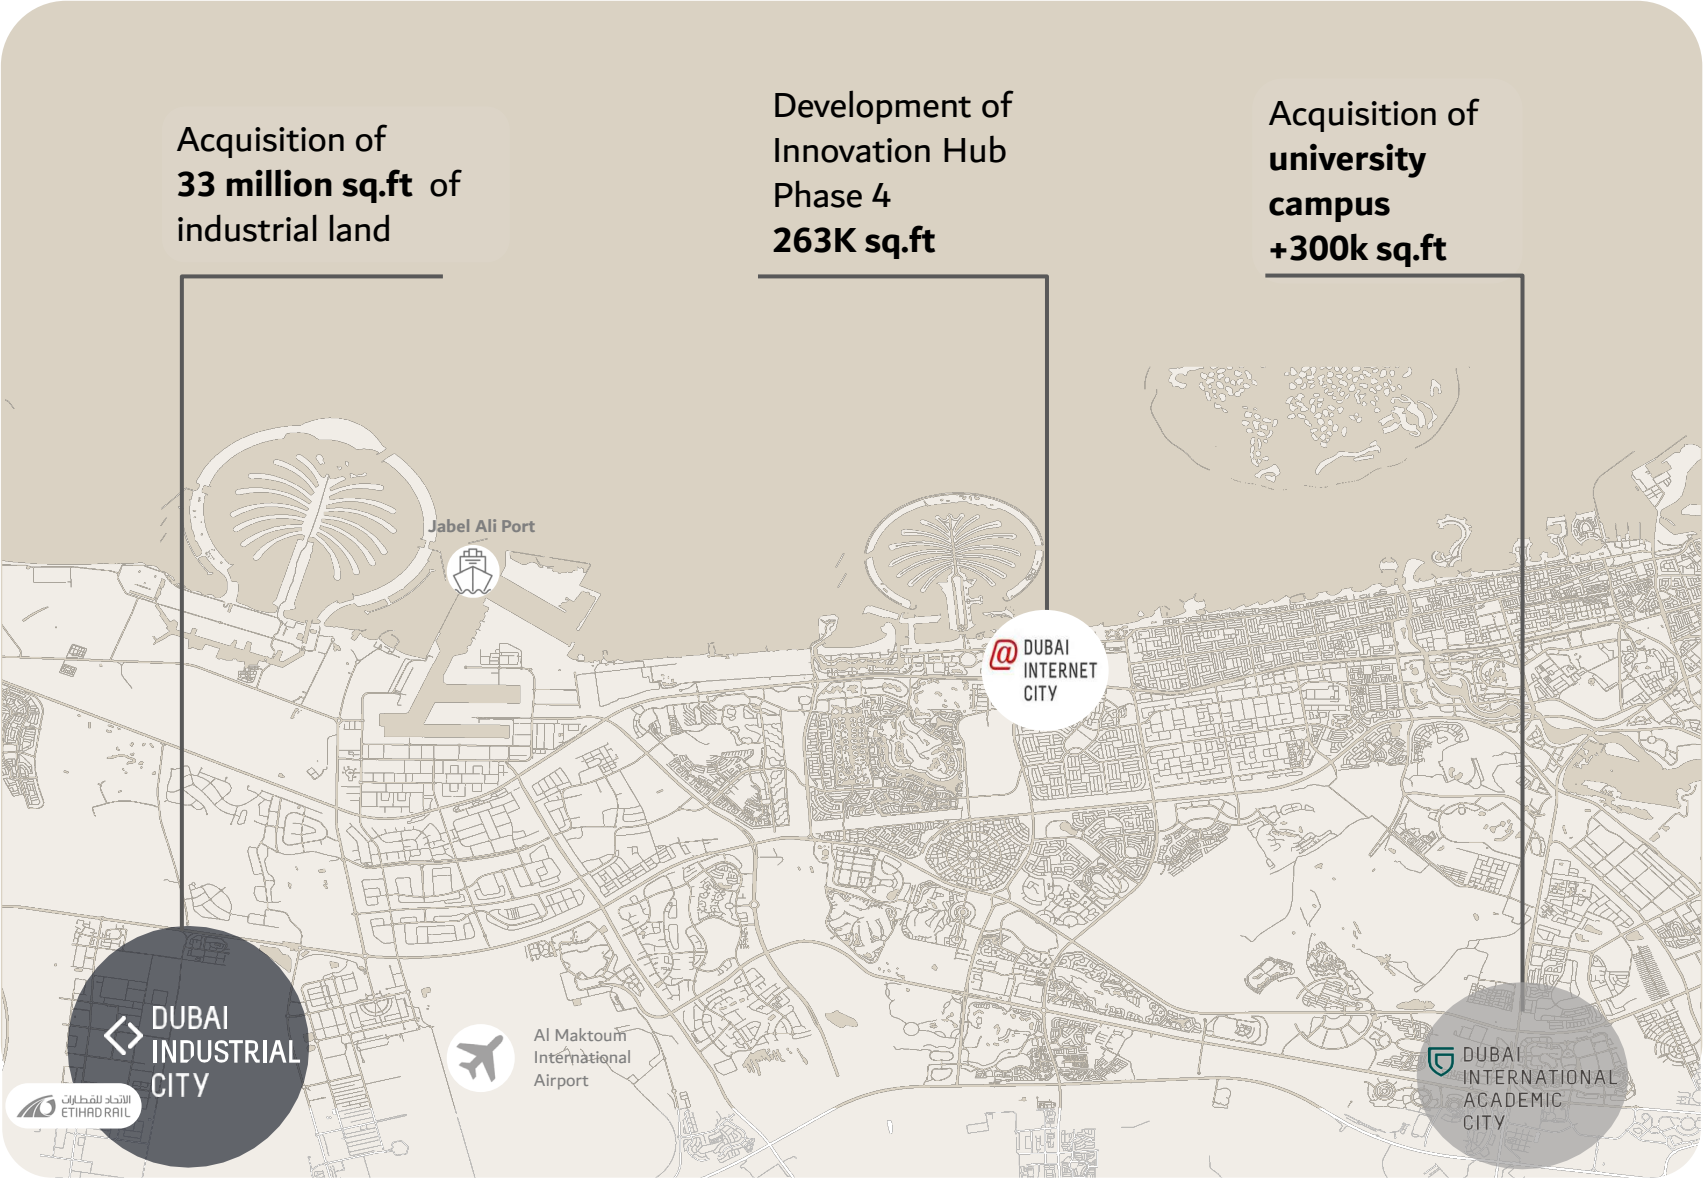 Acquisition of
33 million sq.ft of
industrial land
Development of
Innovation Hub
Phase 4
263K sq.ft
Acquisition of
university
campus
+300k sq.ft
Jabel Ali Port
@ DUBAI
INTERNET
CITY
DUBAI
INDUSTRIAL
CITY
الاتحاد للقطارات
ETIHAD RAIL
Al Maktoum
International
Airport
DUBAI
INTERNATIONAL
ACADEMIC
CITY